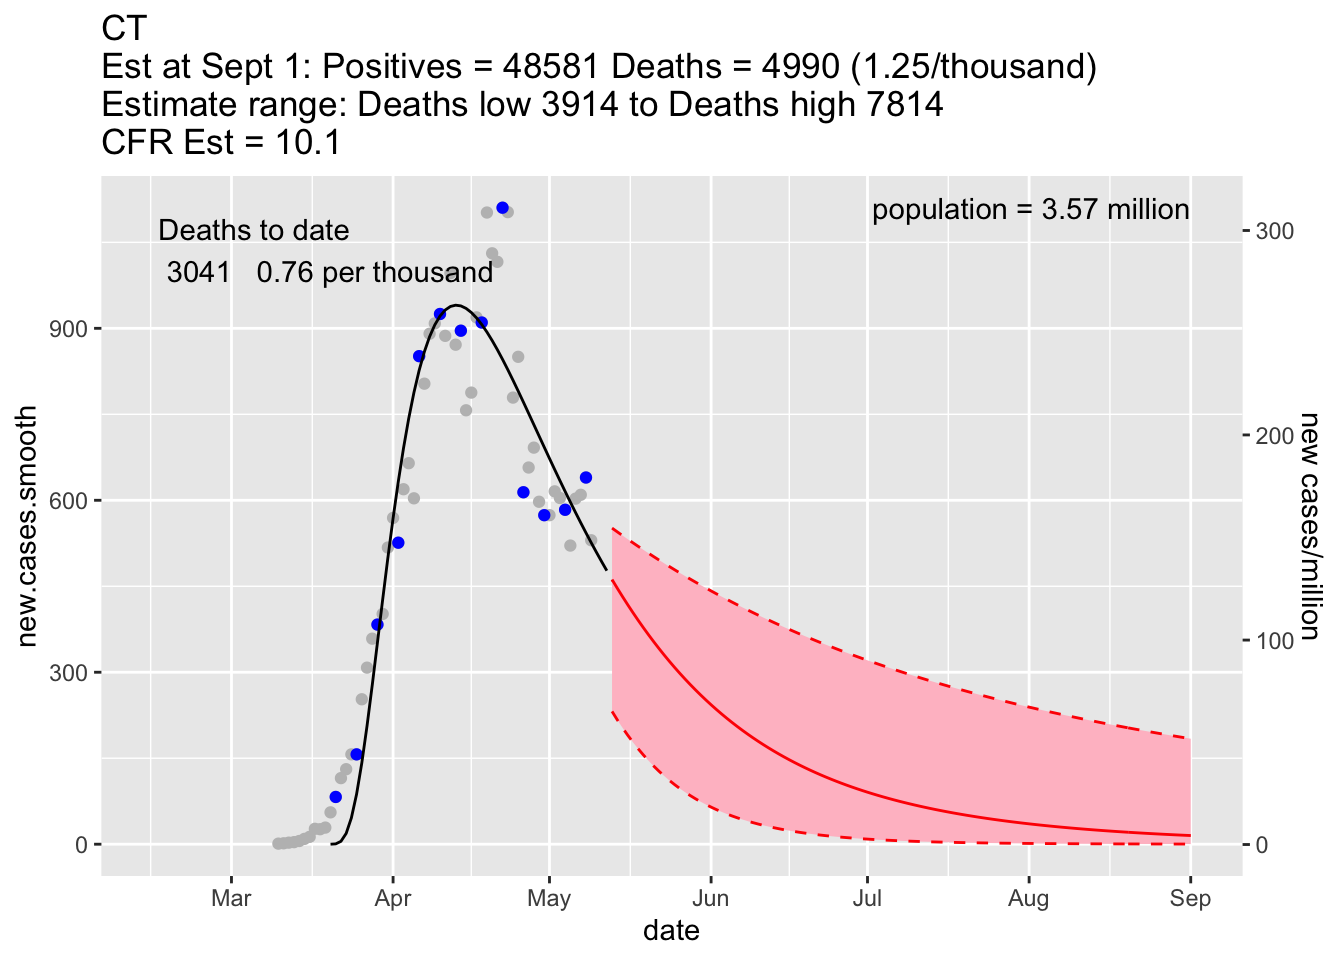 CT
Est at Sept 1: Positives = 48581 Deaths = 4990 (1.25/thousand)
Estimate range: Deaths low 3914 to Deaths high 7814
CFR Est = 10.1
population = 3.57 million
Deaths to date
3041 0.76 per thousand
new.cases.smooth
900
600
300
0
300
200
100
0
new cases/million
Mar Apr May Jun Jul Aug Sep
date